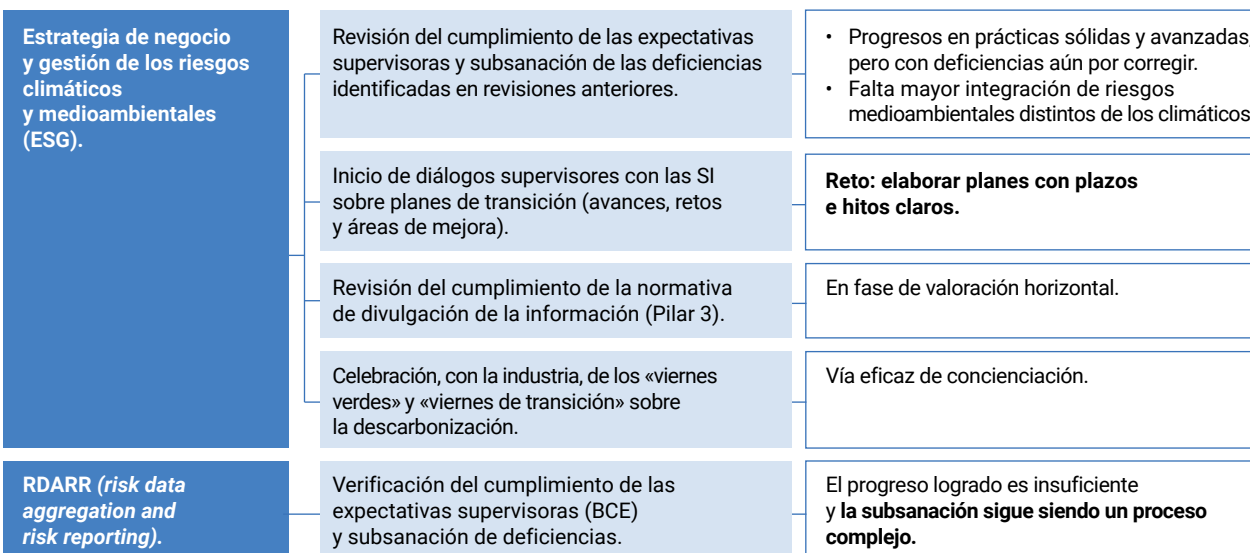 Estrategia de negocio
y gestión de los riesgos
climáticos
y medioambientales
(ESG).
Revisión del cumplimiento de las expectativas
supervisoras y subsanación de las deficiencias
identificadas en revisiones anteriores.
• Progresos en prácticas sólidas y avanzadas,
pero con deficiencias aún por corregir.
• Falta mayor integración de riesgos
medioambientales distintos de los climáticos
Inicio de diálogos supervisores con las SI
sobre planes de transición (avances, retos
y áreas de mejora).
Reto: elaborar planes con plazos
e hitos claros.
Revisión del cumplimiento de la normativa
de divulgación de la información (Pilar 3).
En fase de valoración horizontal.
Celebración, con la industria, de los «viernes
verdes» y «viernes de transición» sobre
la descarbonización.
Vía eficaz de concienciación.
RDARR (risk data
aggregation and
risk reporting).
Verificación del cumplimiento de las
expectativas supervisoras (BCE)
y subsanación de deficiencias.
El progreso logrado es insuficiente
y la subsanación sigue siendo un proceso
complejo.